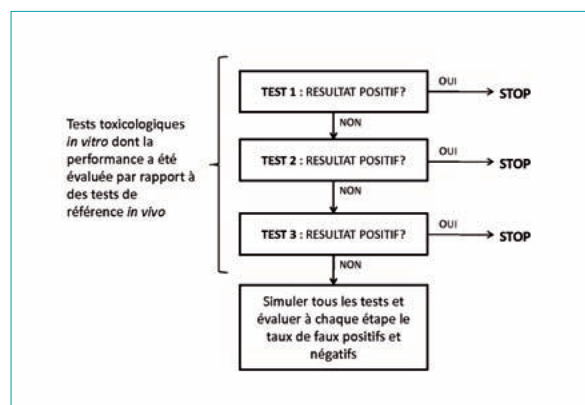 Tests toxicologiques
in vitro dont la
performance a été
évaluée par rapport à
des tests de
référence in vivo
TEST 1 : RESULTAT POSITIF?
OUI
STOP
NON
TEST 2 : RESULTAT POSITIF?
OUI
STOP
NON
TEST 3 : RESULTAT POSITIF?
OUI
STOP
NON
Simuler tous les tests et
évaluer à chaque étape le
taux de faux positifs et
négatifs